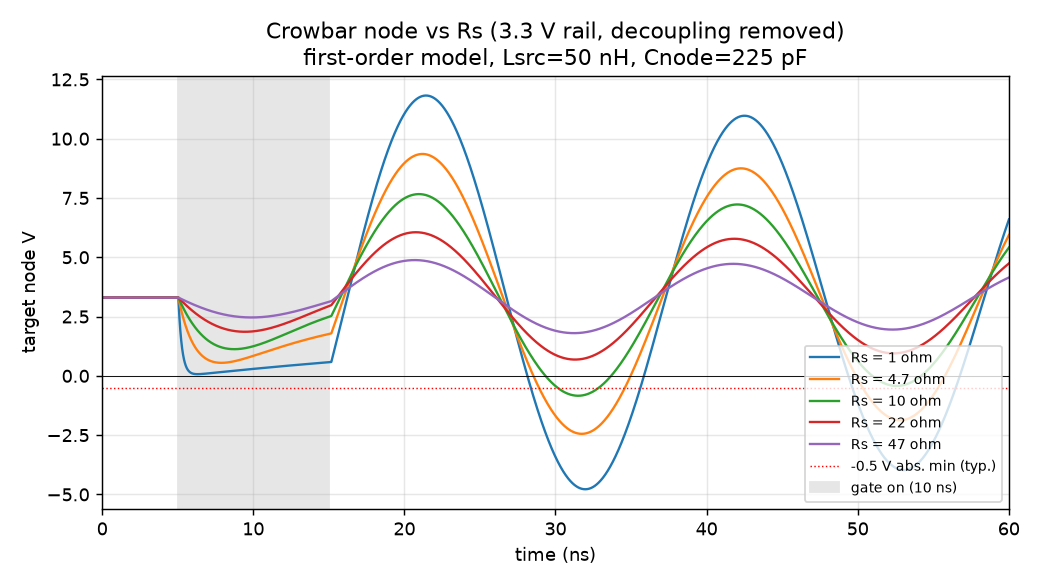 Crowbar node vs Rs (3.3 V rail, decoupling removed)
first-order model, Lsrc=50 nH, Cnode=225 pF
target node V
12.5
10.0
7.5
5.0
2.5
0.0
−2.5
−5.0
0
10
20
30
40
50
60
time (ns)
Rs = 1 ohm
Rs = 4.7 ohm
Rs = 10 ohm
Rs = 22 ohm
Rs = 47 ohm
-0.5 V abs. min (typ.)
gate on (10 ns)